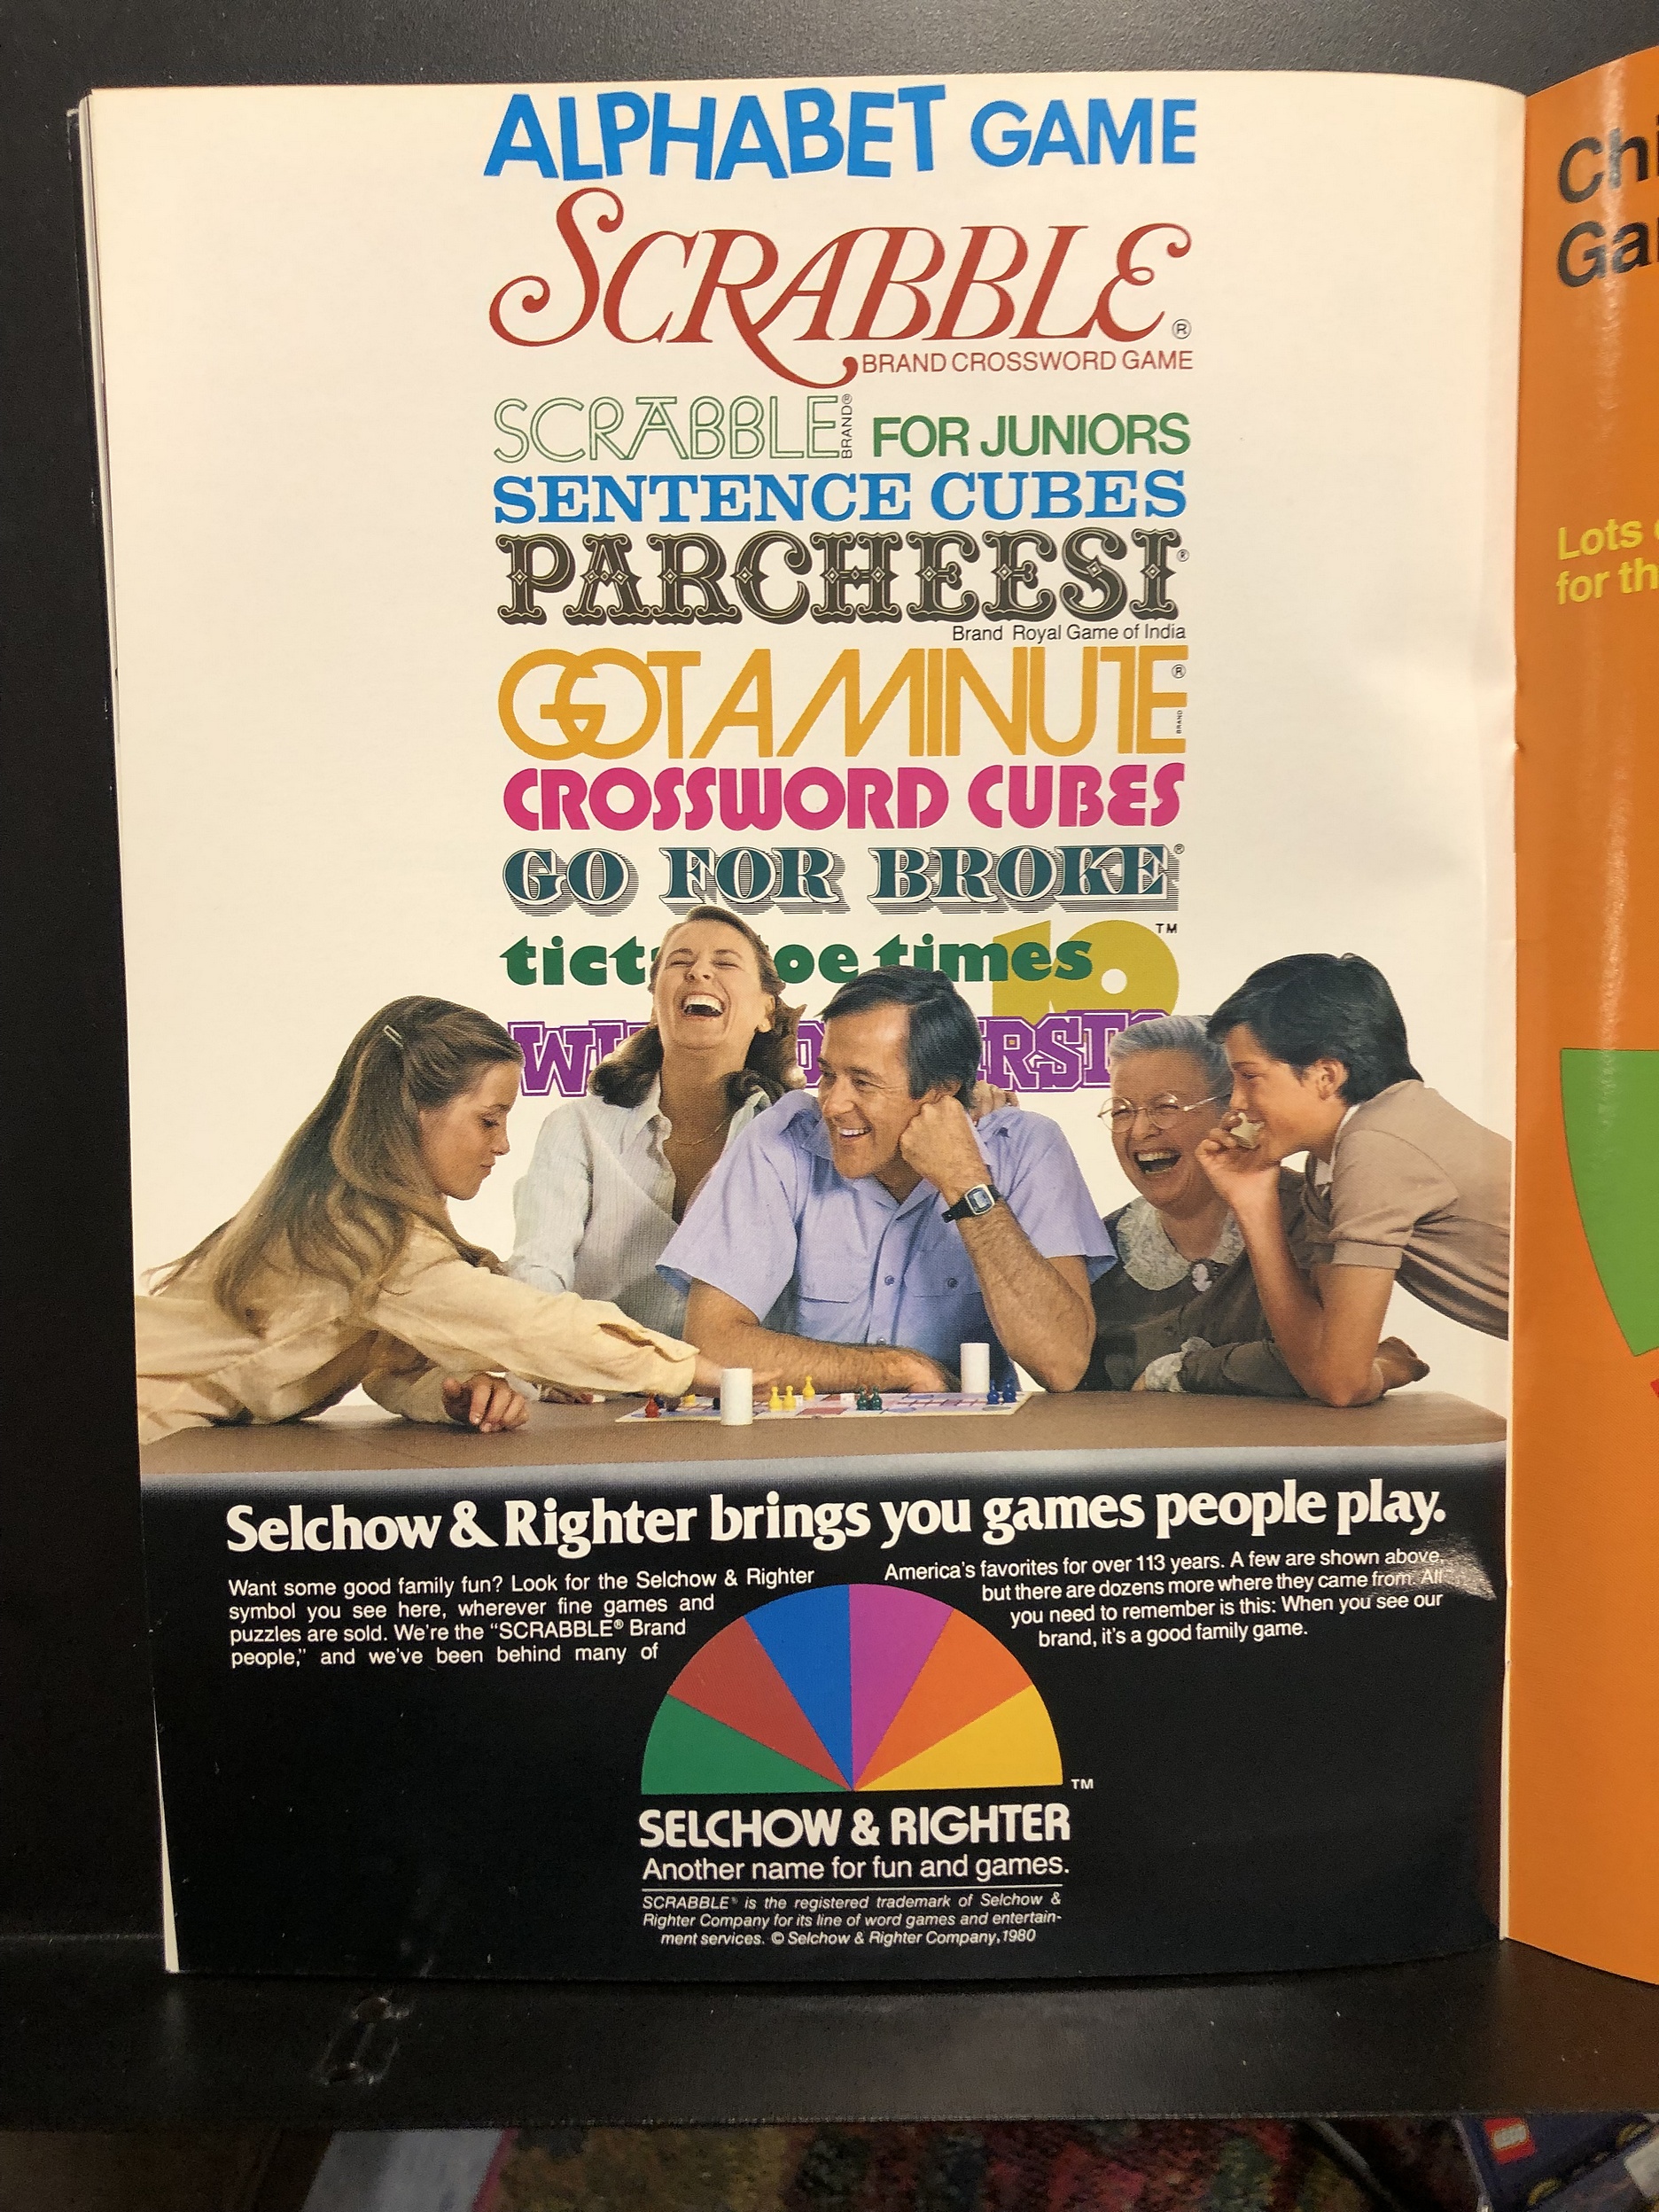 ALPHABET GAME
SCRABBLE®
BRAND CROSSWORD GAME
SCRABBLE BRAND® FOR JUNIORS
SENTENCE CUBES
PARCHEESI®
Brand Royal Game of India
GOT A MINUTE®
BRAND
CROSSWORD CUBES
GO FOR BROKE®
times 10™
Selchow & Righter brings you games people play.
Want some good family fun? Look for the Selchow & Righter
symbol you see here, wherever fine games and
puzzles are sold. We're the "SCRABBLE® Brand
people," and we've been behind many of
America's favorites for over 113 years. A few are shown above,
but there are dozens more where they came from. All
you need to remember is this: When you see our
brand, it's a good family game.
TM
SELCHOW & RIGHTER
Another name for fun and games.
SCRABBLE® is the registered trademark of Selchow &
Righter Company for its line of word games and entertain-
ment services. © Selchow & Righter Company, 1980
Lots
for th
LEGO